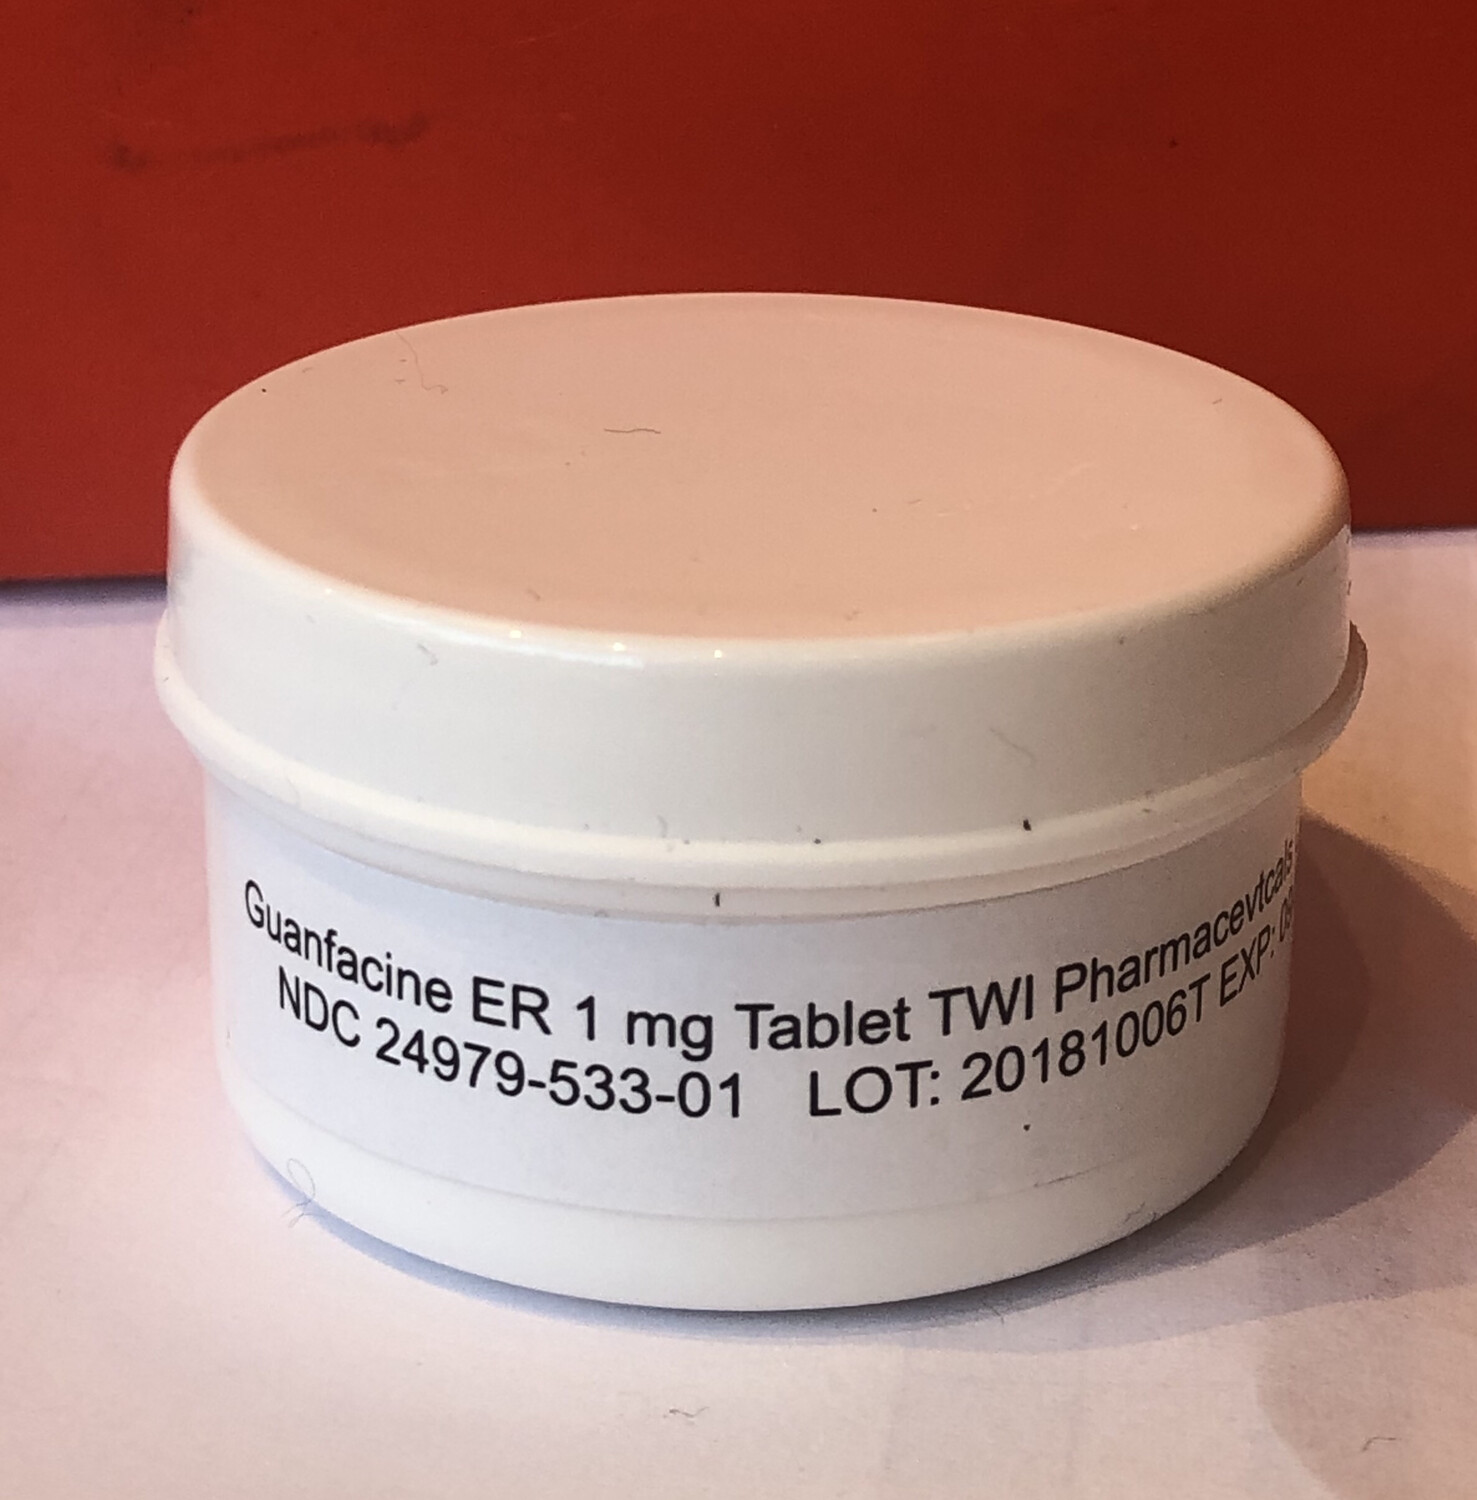 Guanfacine ER 1 mg Tablet TWI Pharmacevtcals
NDC 24979-533-01 LOT: 20181006T EXP: